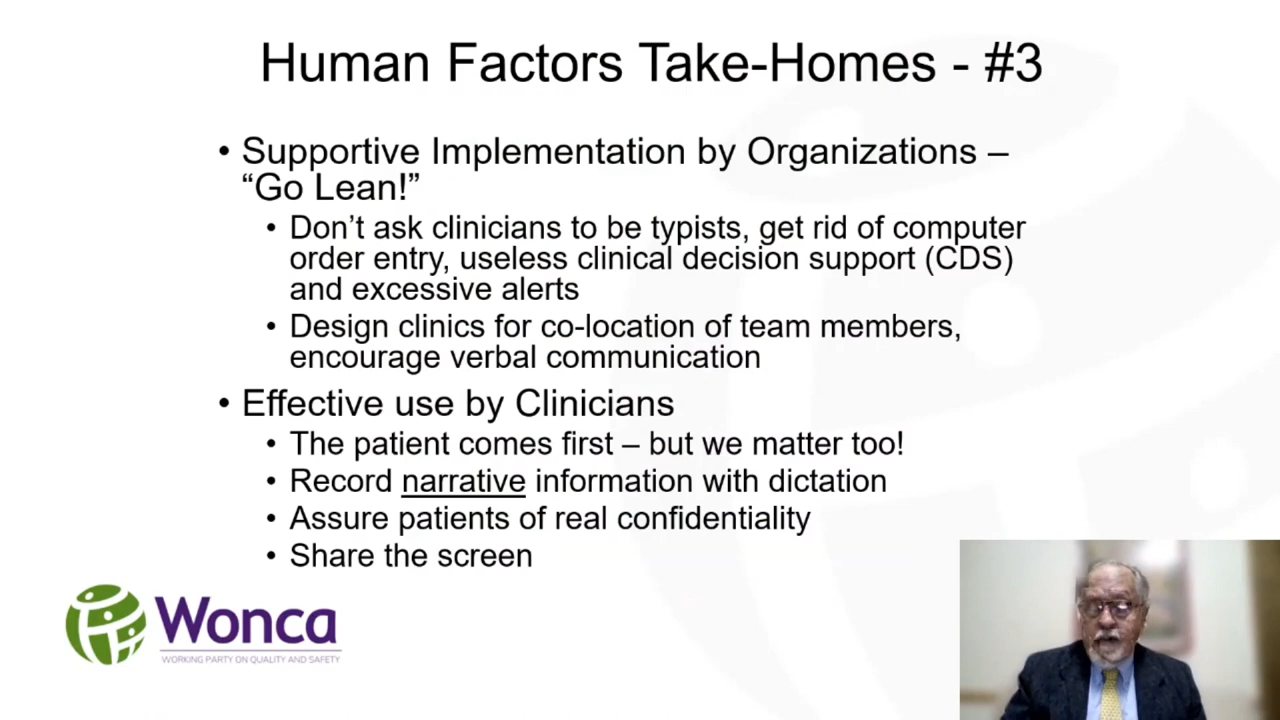 Human Factors Take-Homes - #3
• Supportive Implementation by Organizations –
“Go Lean!”
• Don’t ask clinicians to be typists, get rid of computer
order entry, useless clinical decision support (CDS)
and excessive alerts
• Design clinics for co-location of team members,
encourage verbal communication
• Effective use by Clinicians
• The patient comes first – but we matter too!
• Record narrative information with dictation
• Assure patients of real confidentiality
• Share the screen
Wonca
WORKING PARTY ON QUALITY AND SAFETY